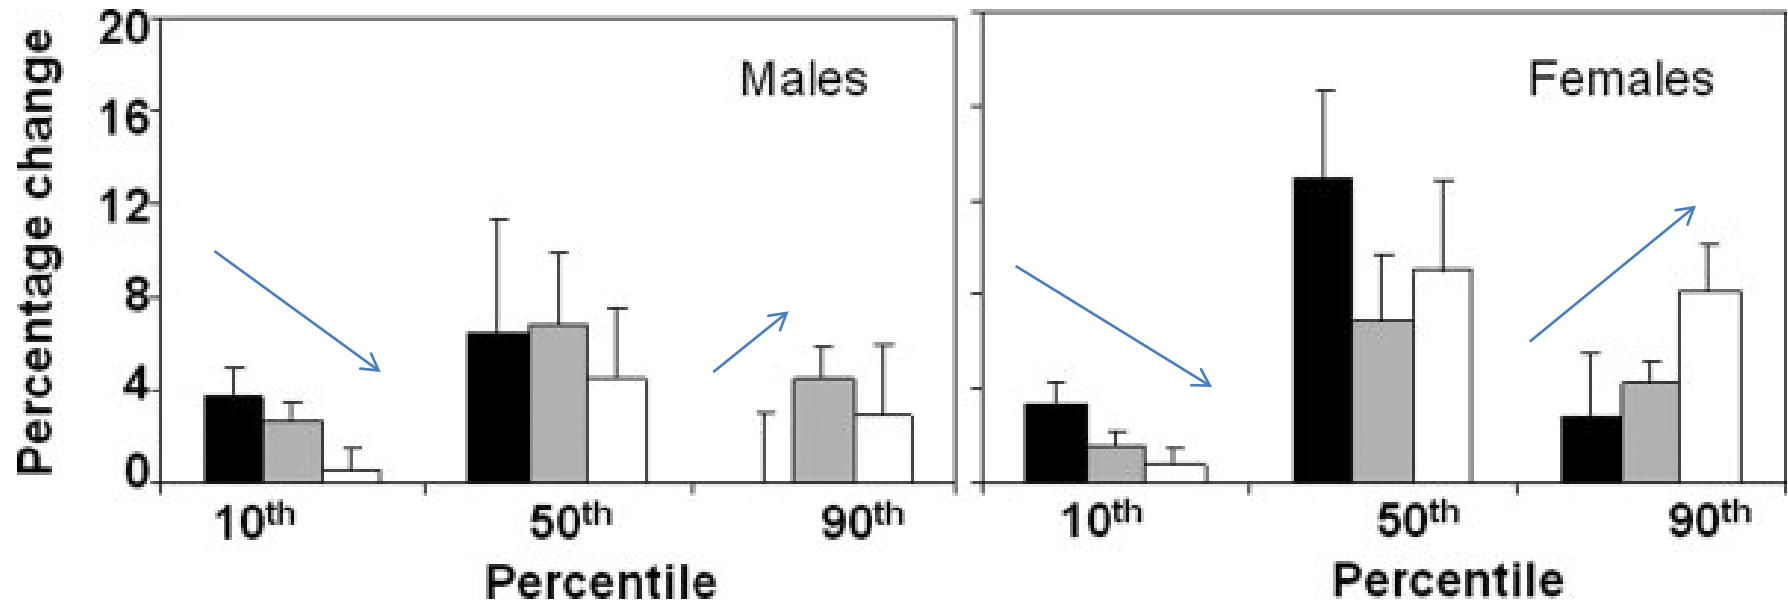 Percentage change
20
16
12
8
4
0
Males
10th 50th 90th
Percentile
Females
10th 50th 90th
Percentile